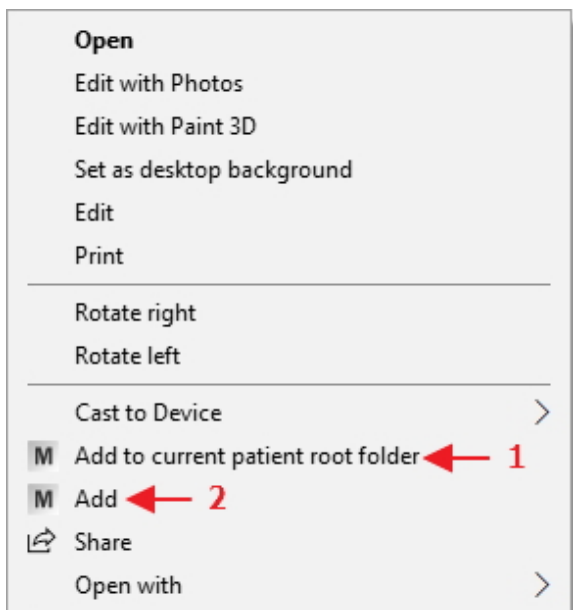 Open
Edit with Photos
Edit with Paint 3D
Set as desktop background
Edit
Print
Rotate right
Rotate left
Cast to Device
M Add to current patient root folder 1
M Add 2
Share
Open with